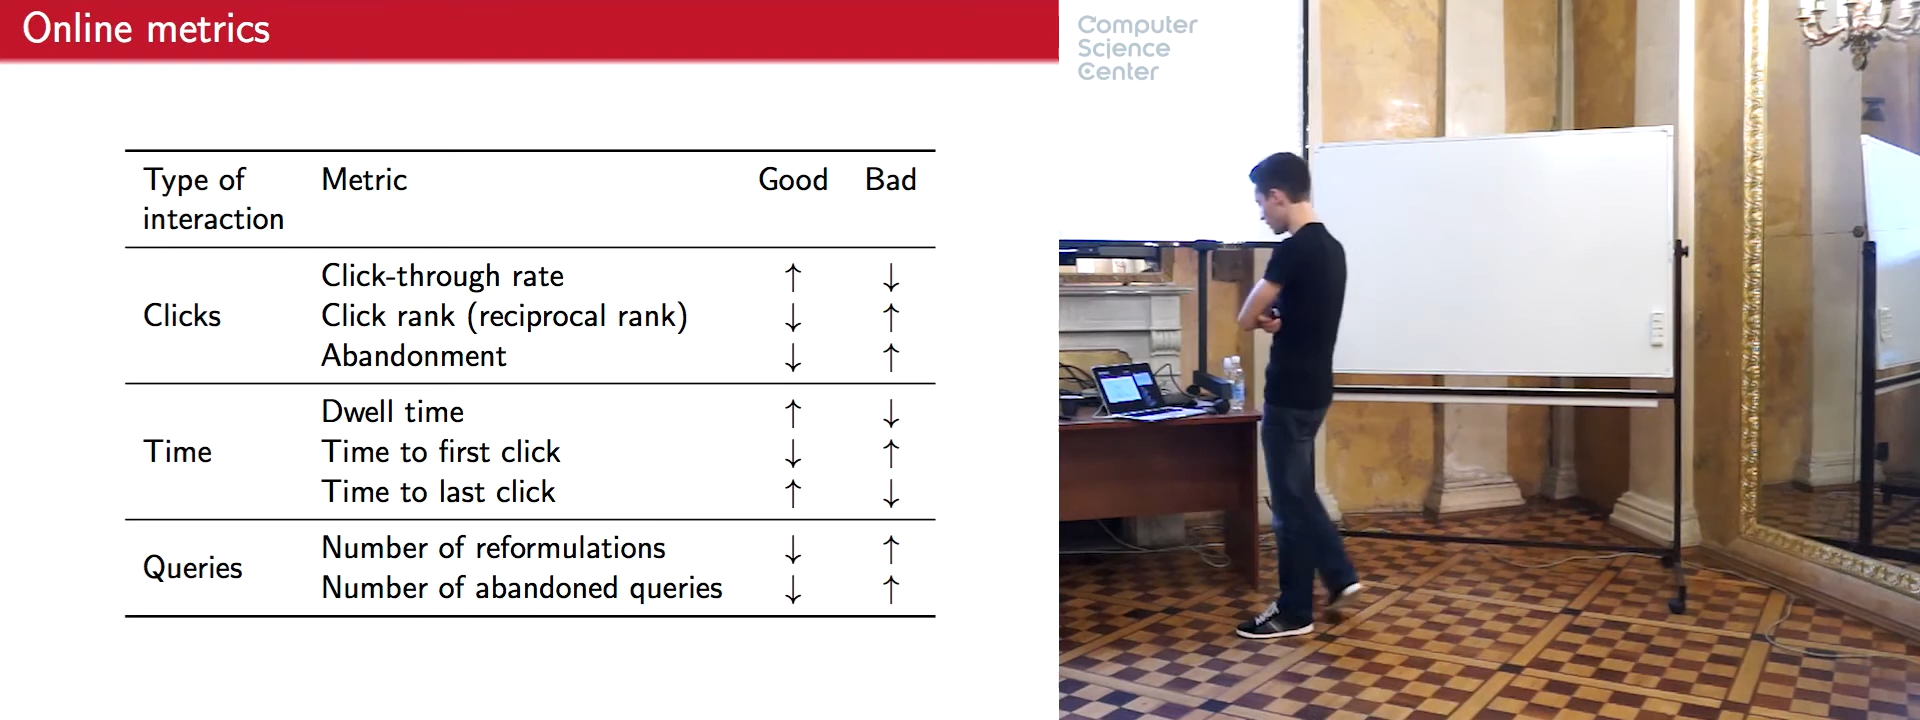 Online metrics
Type of interaction Metric Good Bad
Clicks
Click-through rate ↑ ↓
Click rank (reciprocal rank) ↓ ↑
Abandonment ↓ ↑
Time
Dwell time ↑ ↓
Time to first click ↓ ↑
Time to last click ↑ ↓
Queries
Number of reformulations ↓ ↑
Number of abandoned queries ↓ ↑
Computer
Science
Center